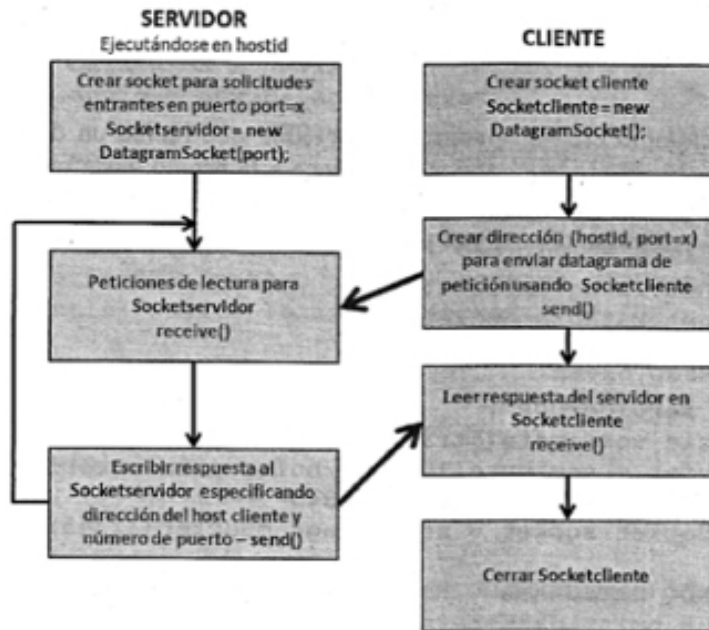 SERVIDOR
Ejecutándose en hostid
Crear socket para solicitudes
entrantes en puerto port=x
Socketservidor = new
DatagramSocket(port);
Peticiones de lectura para
Socketservidor
receive()
Escribir respuesta al
Socketservidor especificando
dirección del host cliente y
número de puerto – send()
CLIENTE
Crear socket cliente
Socketcliente = new
DatagramSocket();
Crear dirección (hostid, port=x)
para enviar datagrama de
petición usando Socketcliente
send()
Leer respuesta del servidor en
Socketcliente
receive()
Cerrar Socketcliente